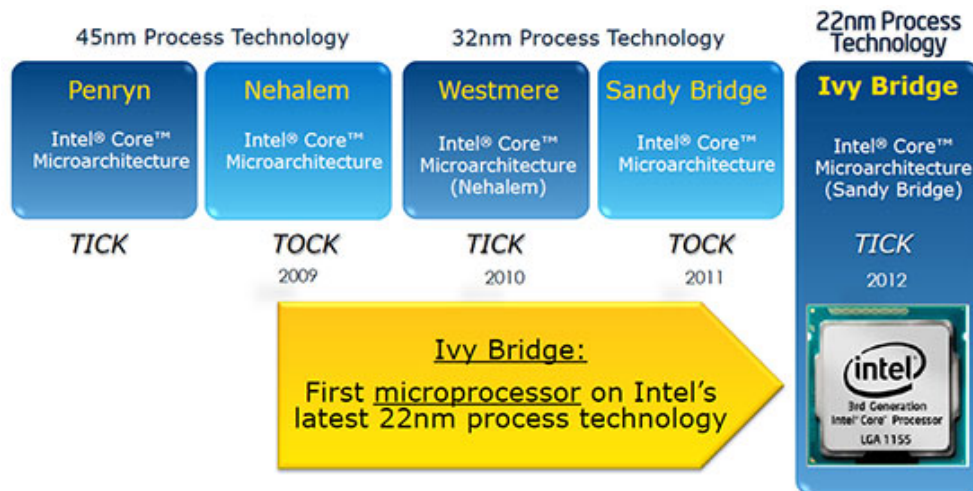 45nm Process Technology
32nm Process Technology
22nm Process
Technology
Penryn
Intel® Core™
Microarchitecture
TICK
Nehalem
Intel® Core™
Microarchitecture
TOCK
2009
Westmere
Intel® Core™
Microarchitecture
(Nehalem)
TICK
2010
Sandy Bridge
Intel® Core™
Microarchitecture
TOCK
2011
Ivy Bridge
Intel® Core™
Microarchitecture
(Sandy Bridge)
TICK
2012
Ivy Bridge:
First microprocessor on Intel's
latest 22nm process technology
intel
3rd Generation
Intel® Core™ Processor
LGA 1155